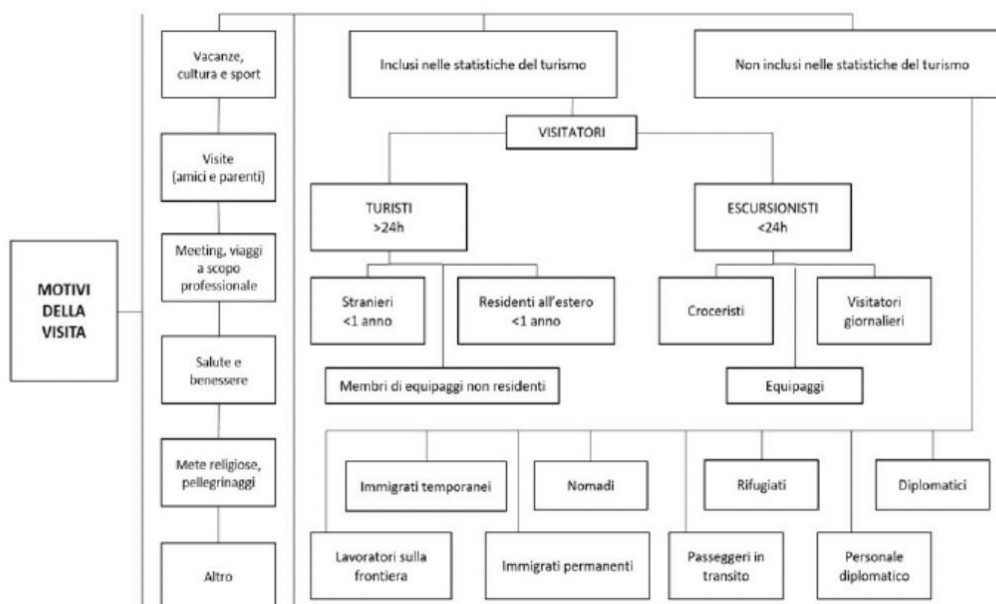 MOTIVI
DELLA
VISITA
Vacanze,
cultura e sport
Visite
(amici e parenti)
Meeting, viaggi
a scopo
professionale
Salute e
benessere
Mete religiose,
pellegrinaggi
Altro
Inclusi nelle statistiche del turismo
Non inclusi nelle statistiche del turismo
VISITATORI
TURISTI
>24h
ESCURSIONISTI
<24h
Stranieri
<1 anno
Residenti all'estero
<1 anno
Croceristi
Visitatori
giornalieri
Membri di equipaggi non residenti
Equipaggi
Immigrati temporanei
Nomadi
Rifugiati
Diplomatici
Lavoratori sulla
frontiera
Immigrati permanenti
Passeggeri in
transito
Personale
diplomatico